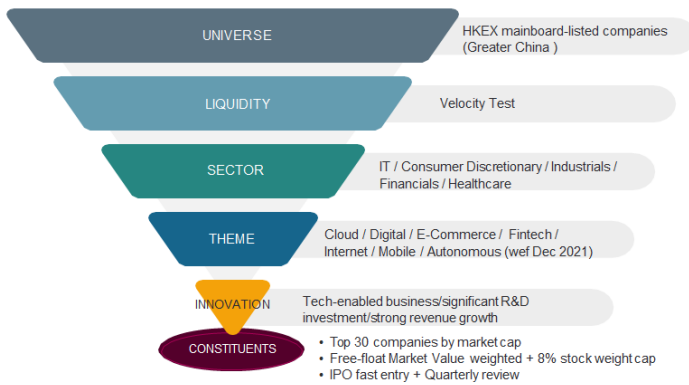 UNIVERSE
HKEX mainboard-listed companies
(Greater China )
LIQUIDITY
Velocity Test
SECTOR
IT / Consumer Discretionary / Industrials /
Financials / Healthcare
THEME
Cloud / Digital / E-Commerce / Fintech /
Internet / Mobile / Autonomous (wef Dec 2021)
INNOVATION
Tech-enabled business/significant R&D
investment/strong revenue growth
CONSTITUENTS
• Top 30 companies by market cap
• Free-float Market Value weighted + 8% stock weight cap
• IPO fast entry + Quarterly review